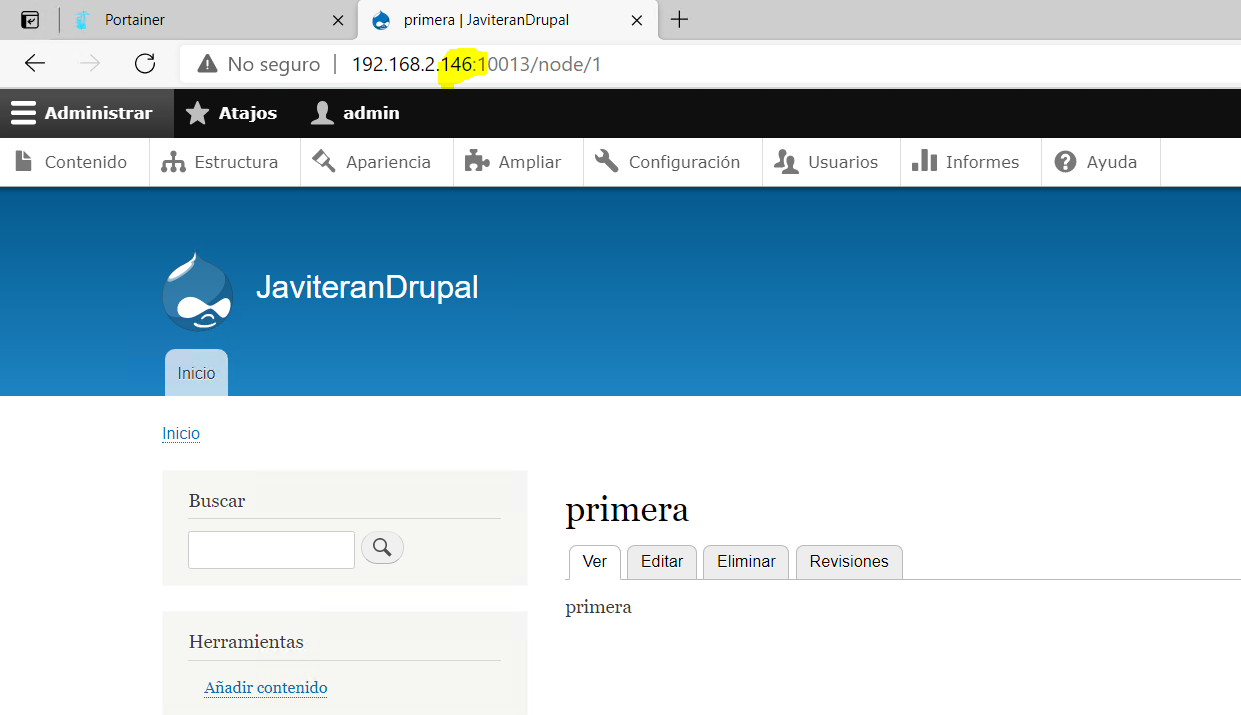 Portainer
primera | JaviteranDrupal
No seguro | 192.168.2.146:10013/node/1
Administrar Atajos admin
Contenido Estructura Apariencia Ampliar Configuración Usuarios Informes Ayuda
JaviteranDrupal
Inicio
Inicio
Buscar
primera
Ver Editar Eliminar Revisiones
primera
Herramientas
Añadir contenido